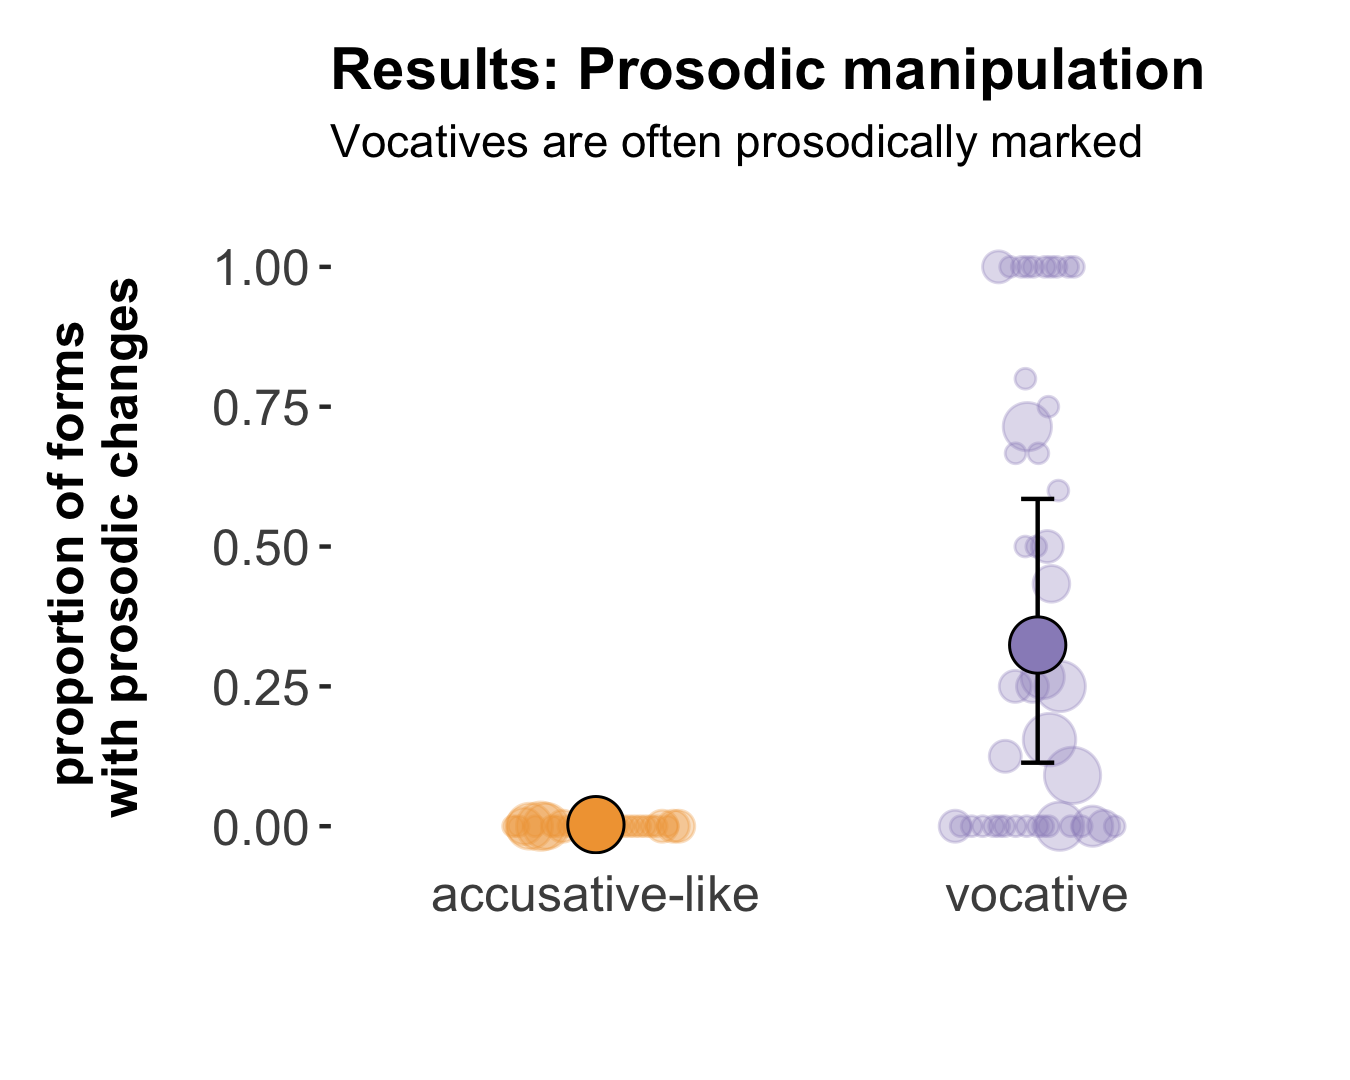 Results: Prosodic manipulation
Vocatives are often prosodically marked
proportion of forms
with prosodic changes
1.00
0.75
0.50
0.25
0.00
accusative-like
vocative